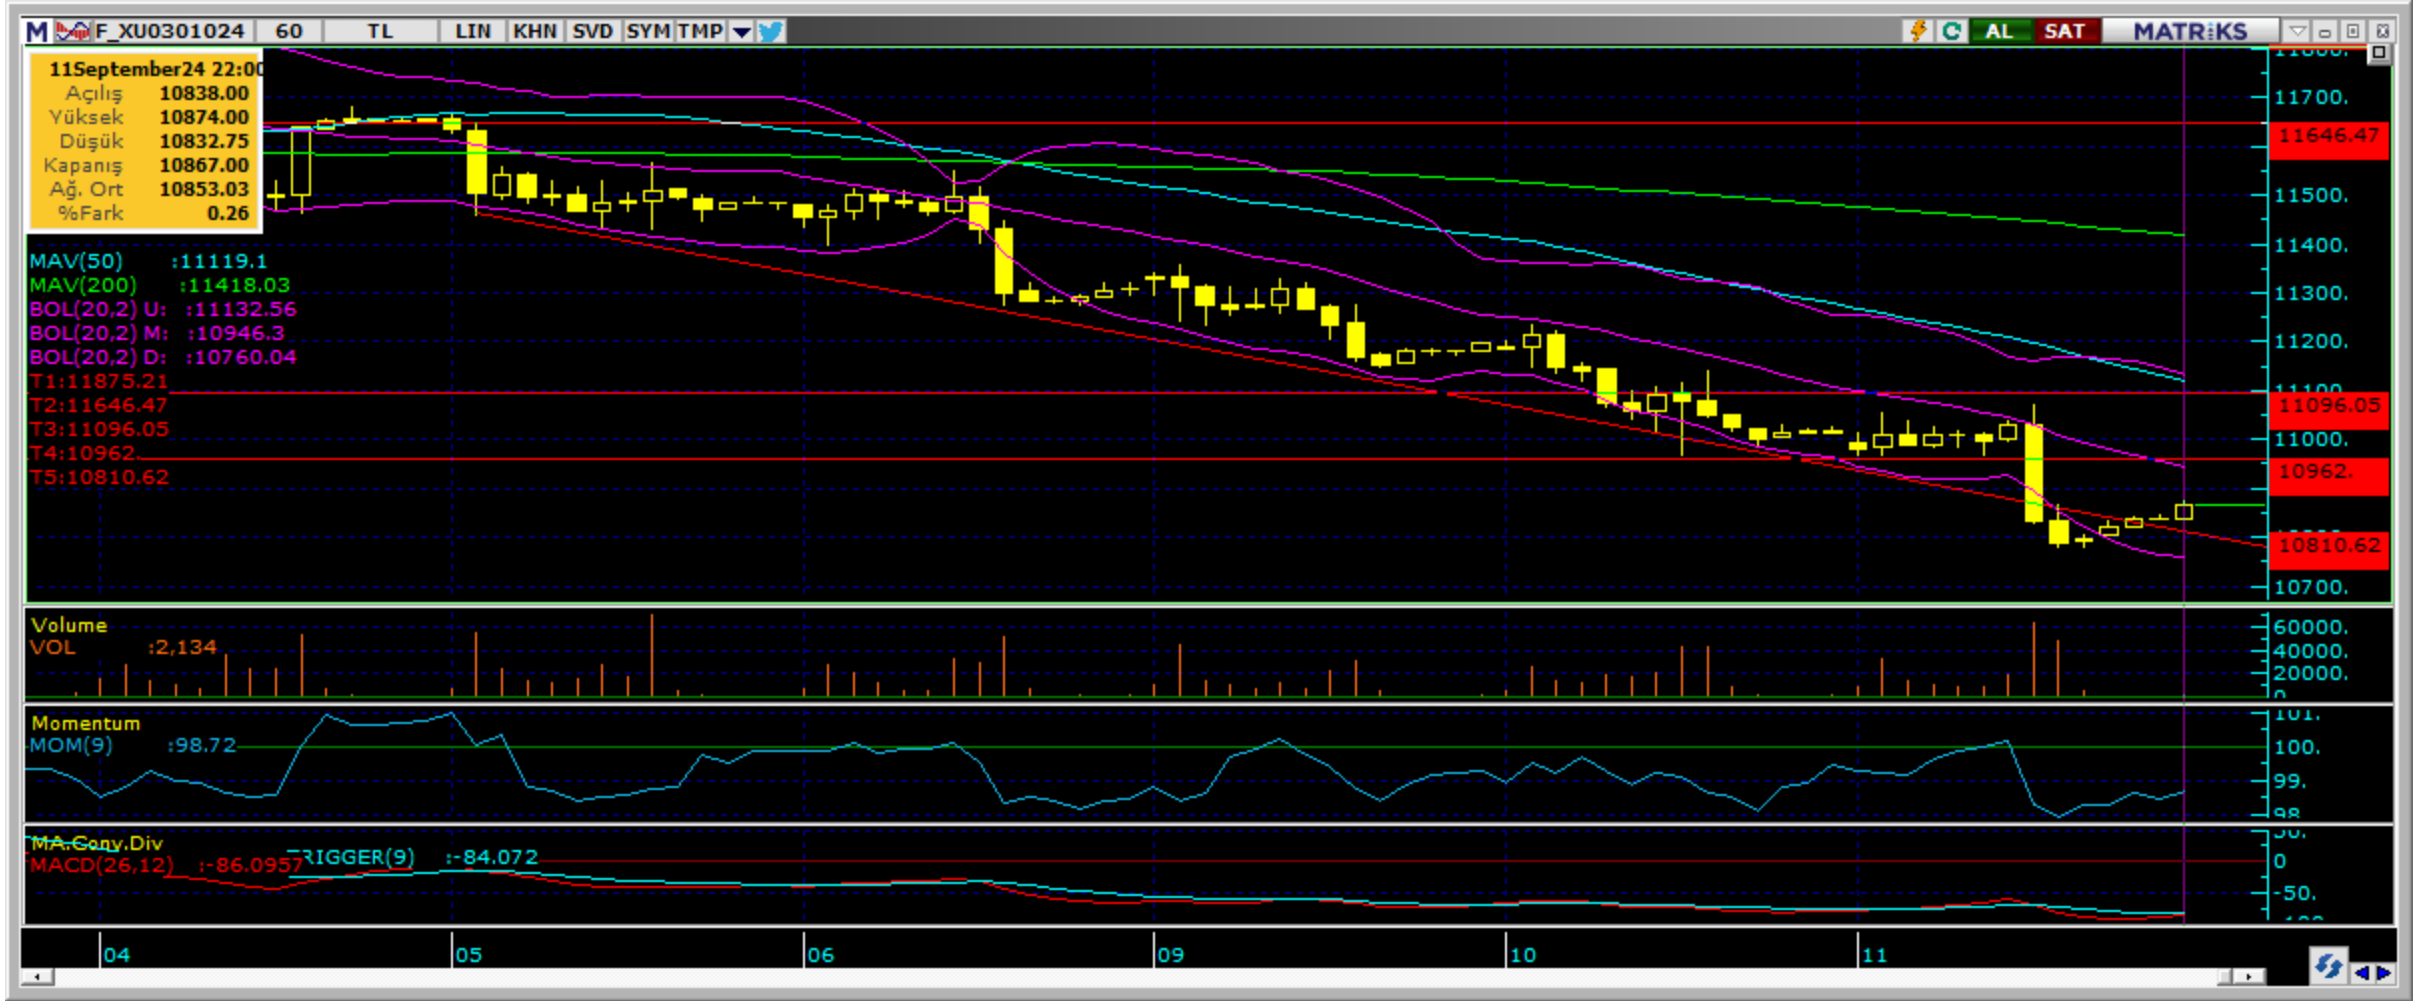 M F_XU0301024 60 TL LIN KHN SVD SYM TMP AL SAT MATRiKS
11September24 22:00
Açılış 10838.00
Yüksek 10874.00
Düşük 10832.75
Kapanış 10867.00
Ağ. Ort 10853.03
%Fark 0.26
MAV(50) :11119.1
MAV(200) :11418.03
BOL(20,2) U: :11132.56
BOL(20,2) M: :10946.3
BOL(20,2) D: :10760.04
T1:11875.21
T2:11646.47
T3:11096.05
T4:10962.
T5:10810.62
11700.
11646.47
11500.
11400.
11300.
11200.
11096.05
11000.
10962.
10810.62
10700.
Volume
VOL :2,134
60000.
40000.
20000.
0
Momentum
MOM(9) :98.72
101.
100.
99.
98
MA.Conv.Div
MACD(26,12) :-86.0957 TRIGGER(9) :-84.072
50.
0
-50.
04 05 06 09 10 11